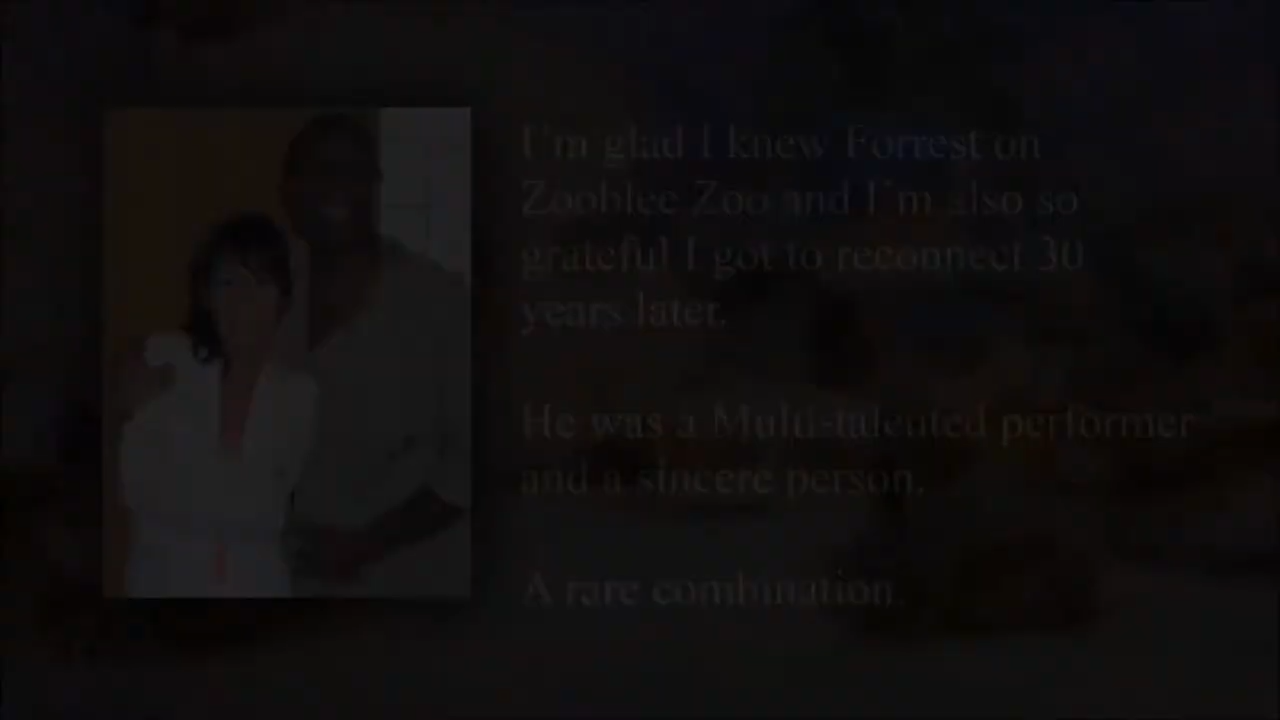 I'm glad I knew Forrest on
Zooblee Zoo and I'm also so
grateful I got to reconnect 30
years later.
He was a Multi-talented performer
and a sincere person.
A rare combination.